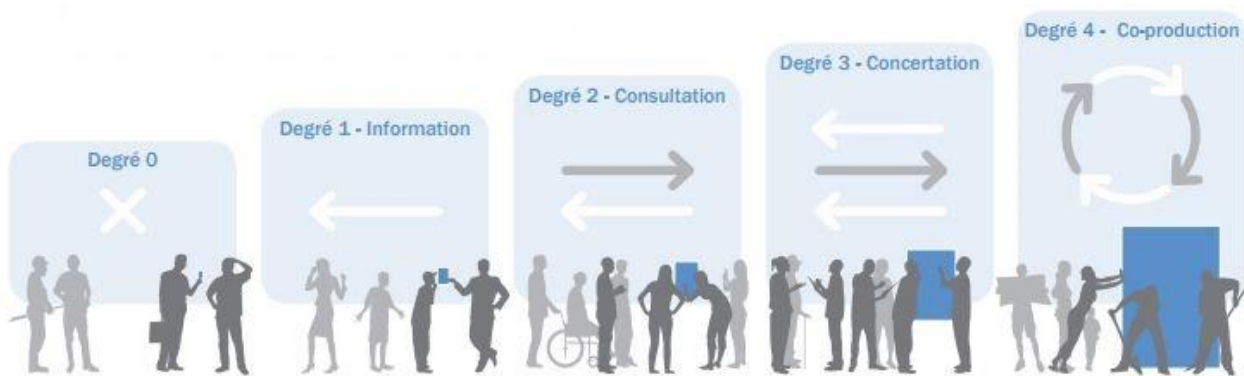 Degré 0
Degré 1 - Information
Degré 2 - Consultation
Degré 3 - Concertation
Degré 4 - Co-production